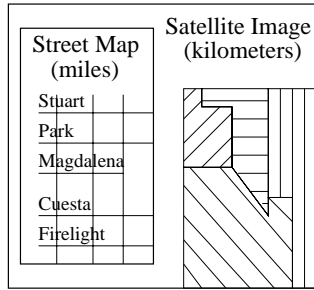 Street Map
(miles)
Stuart
Park
Magdalena
Cuesta
Firelight
Satellite Image
(kilometers)